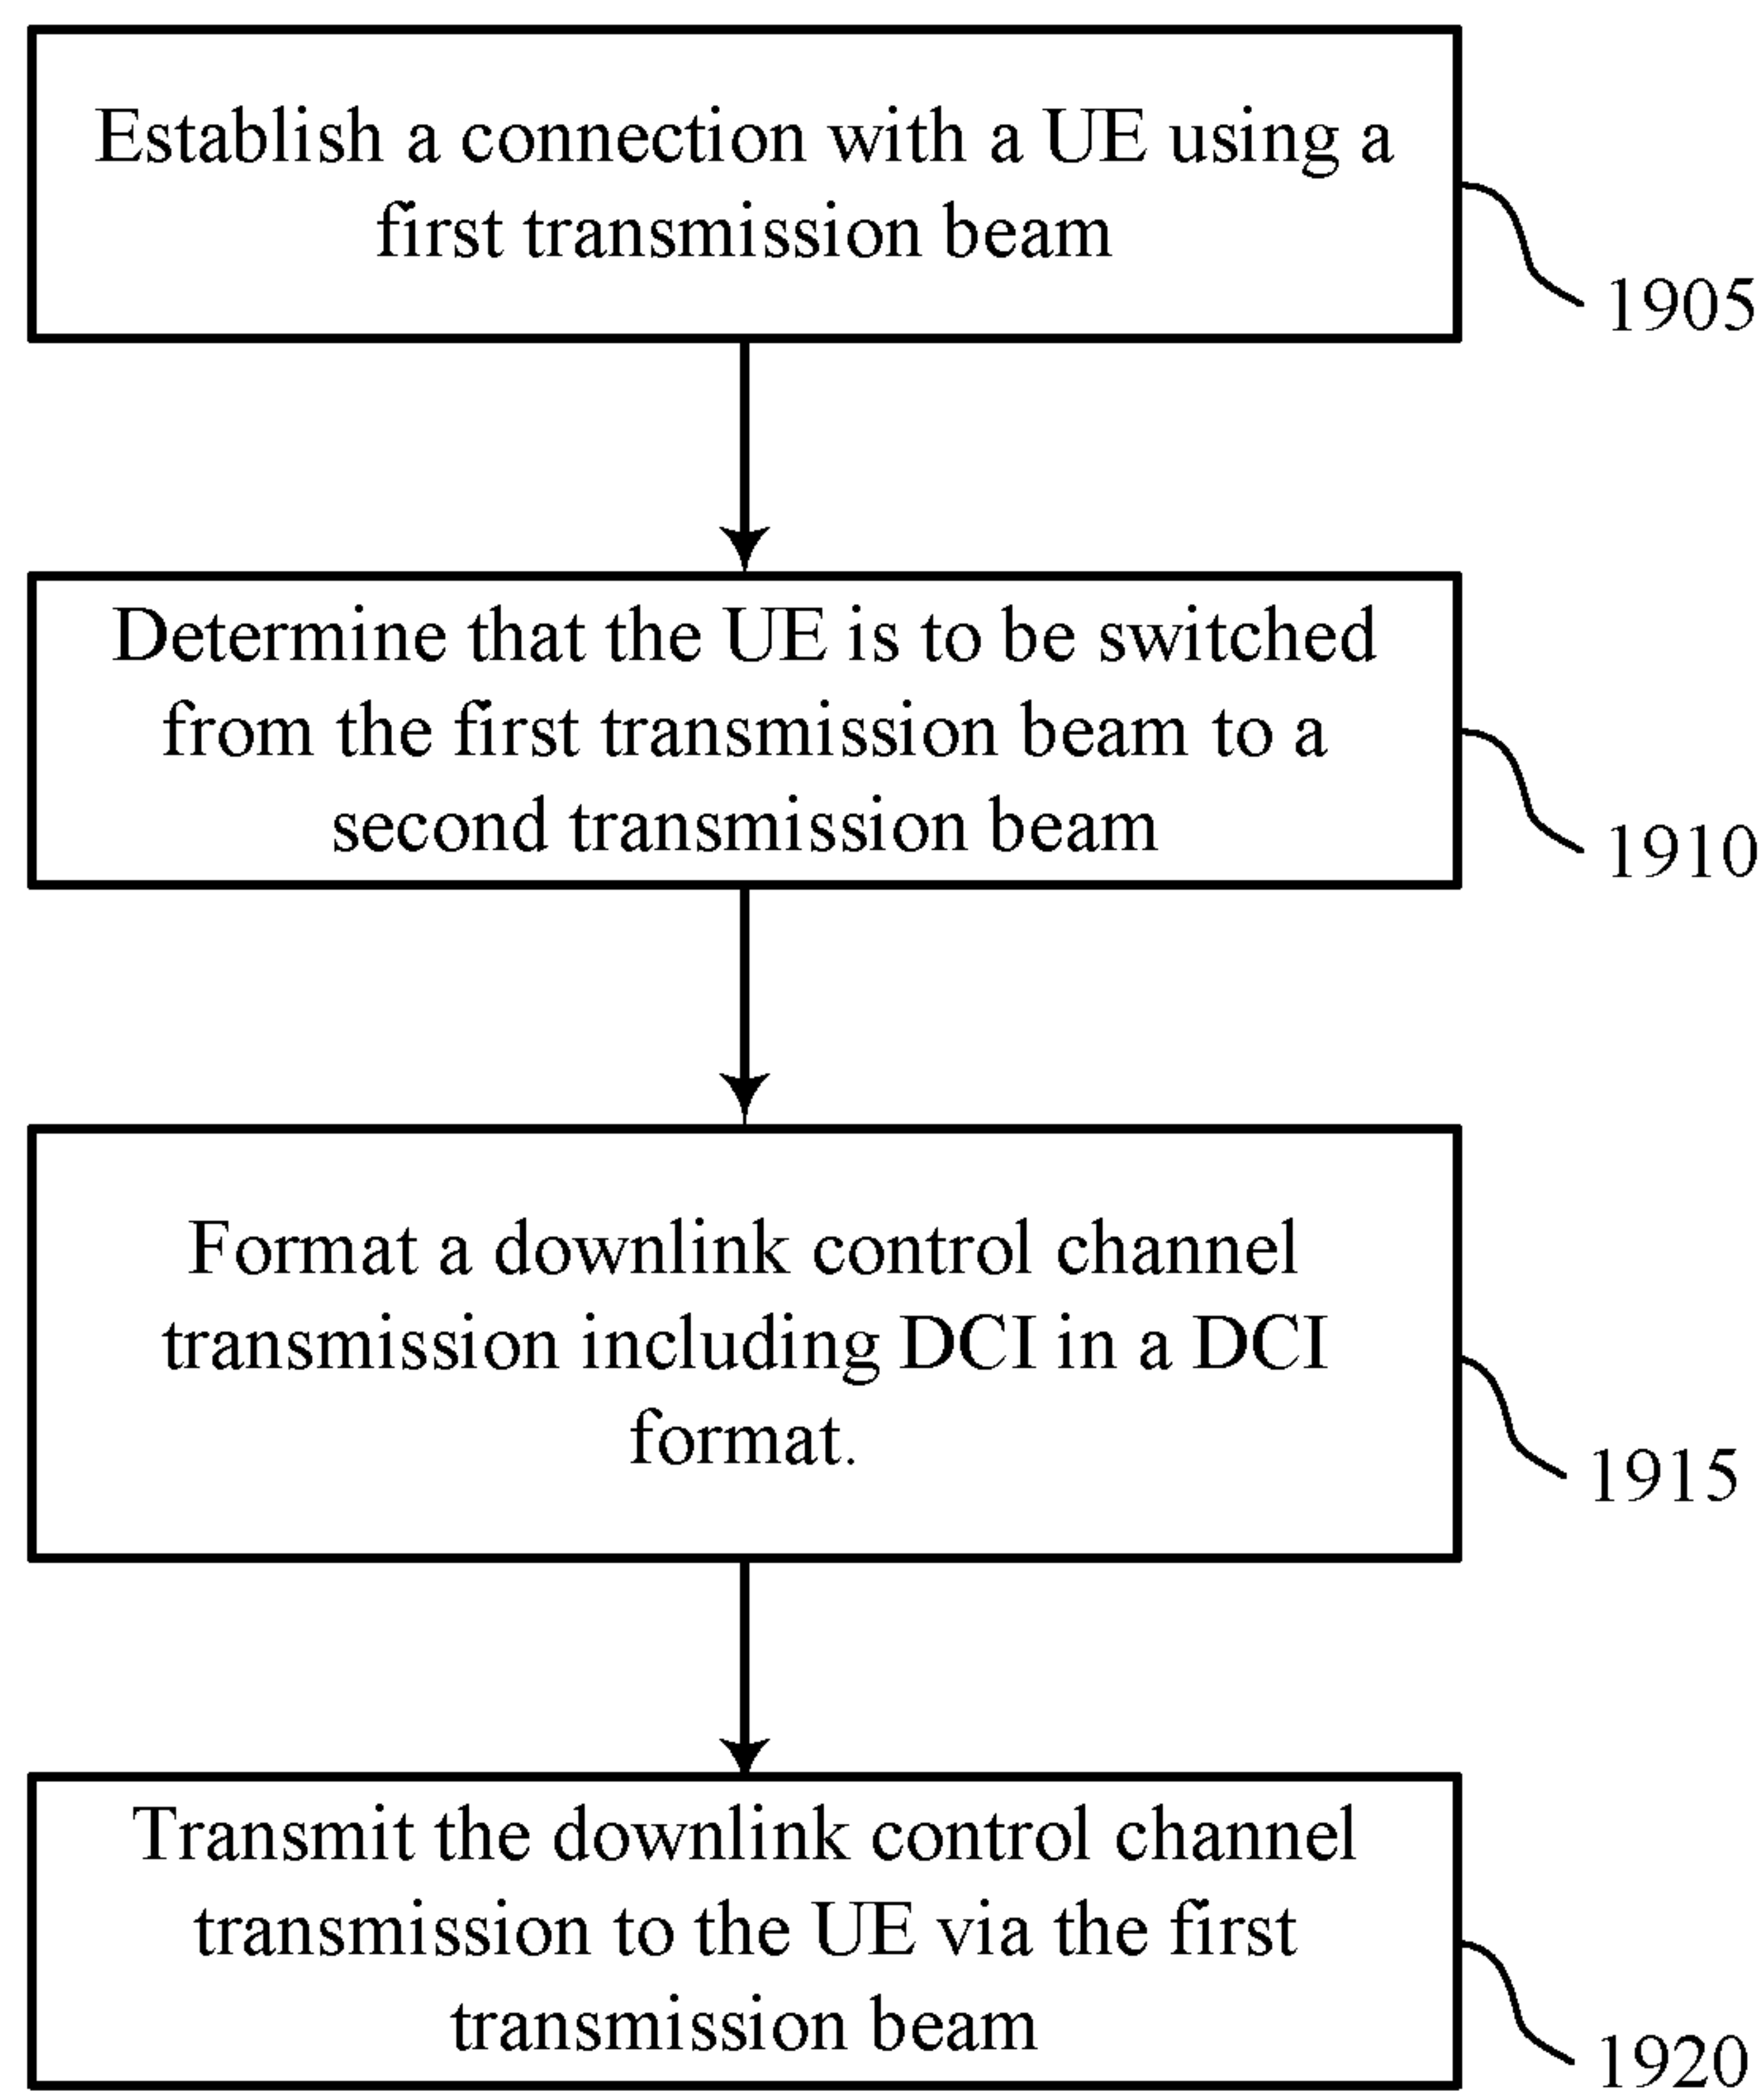 Establish a connection with a UE using a
first transmission beam
1905
Determine that the UE is to be switched
from the first transmission beam to a
second transmission beam
1910
Format a downlink control channel
transmission including DCI in a DCI
format.
1915
Transmit the downlink control channel
transmission to the UE via the first
transmission beam
1920